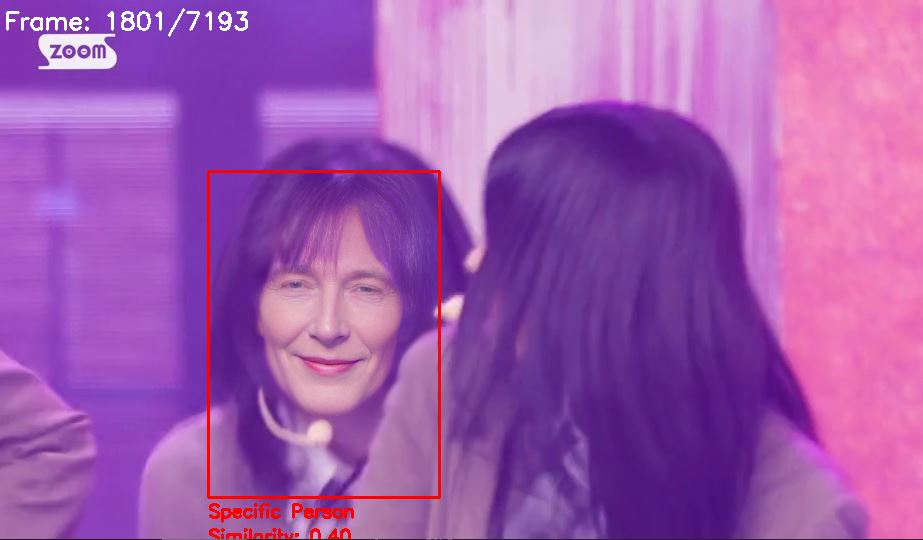 Frame: 1801/7193
zoom
Specific Person
Similarity: 0.40